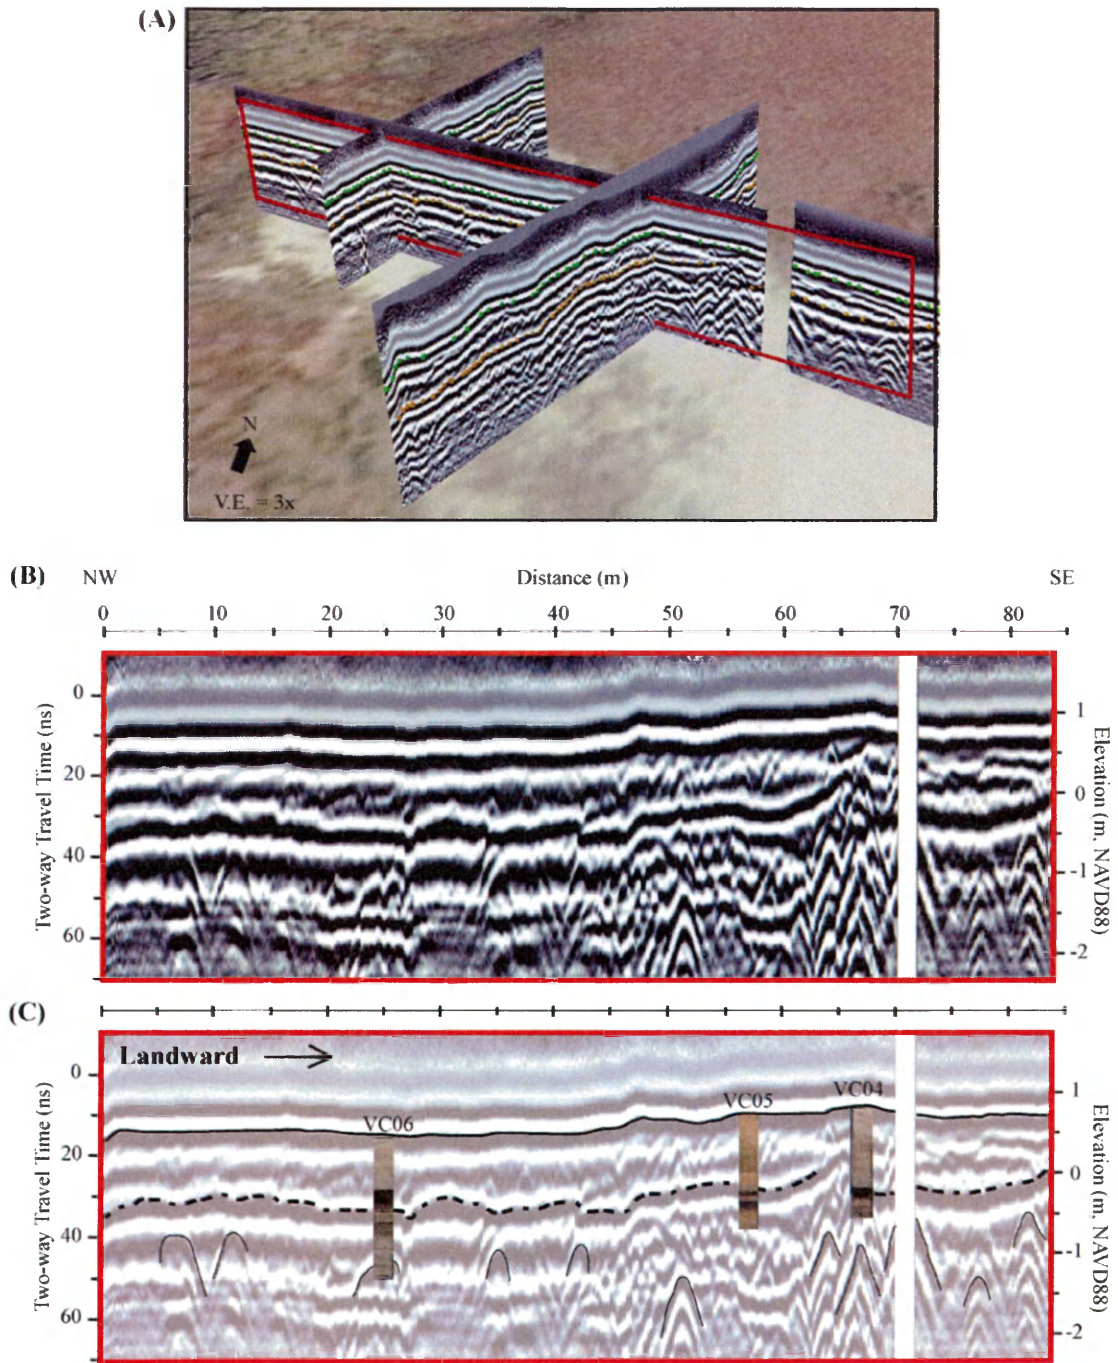 (A)
N
V.E. = 3x
(B) NW Distance (m) SE
0 10 20 30 40 50 60 70 80
Two-way Travel Time (ns)
0
20
40
60
1
0
-1
-2
Elevation (m, NAVD88)
(C)
Landward
VC06
VC05
VC04
Two-way Travel Time (ns)
0
20
40
60
1
0
-1
-2
Elevation (m, NAVD88)